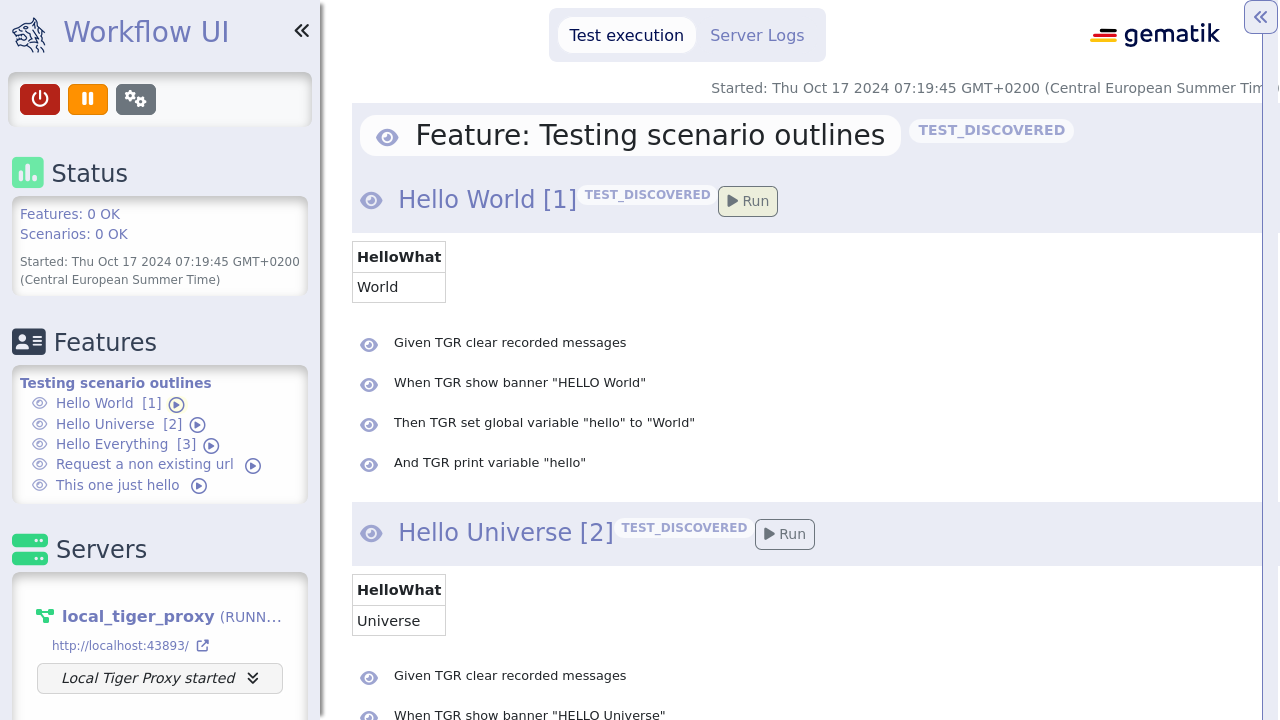 Workflow UI
Test execution
Server Logs
gematik
Started: Thu Oct 17 2024 07:19:45 GMT+0200 (Central European Summer Tim
Feature: Testing scenario outlines
TEST_DISCOVERED
Hello World [1]
TEST_DISCOVERED
Run
HelloWhat
World
Given TGR clear recorded messages
When TGR show banner "HELLO World"
Then TGR set global variable "hello" to "World"
And TGR print variable "hello"
Hello Universe [2]
TEST_DISCOVERED
Run
HelloWhat
Universe
Given TGR clear recorded messages
When TGR show banner "HELLO Universe"
Status
Features: 0 OK
Scenarios: 0 OK
Started: Thu Oct 17 2024 07:19:45 GMT+0200
(Central European Summer Time)
Features
Testing scenario outlines
Hello World [1]
Hello Universe [2]
Hello Everything [3]
Request a non existing url
This one just hello
Servers
local_tiger_proxy (RUNN...
http://localhost:43893/
Local Tiger Proxy started